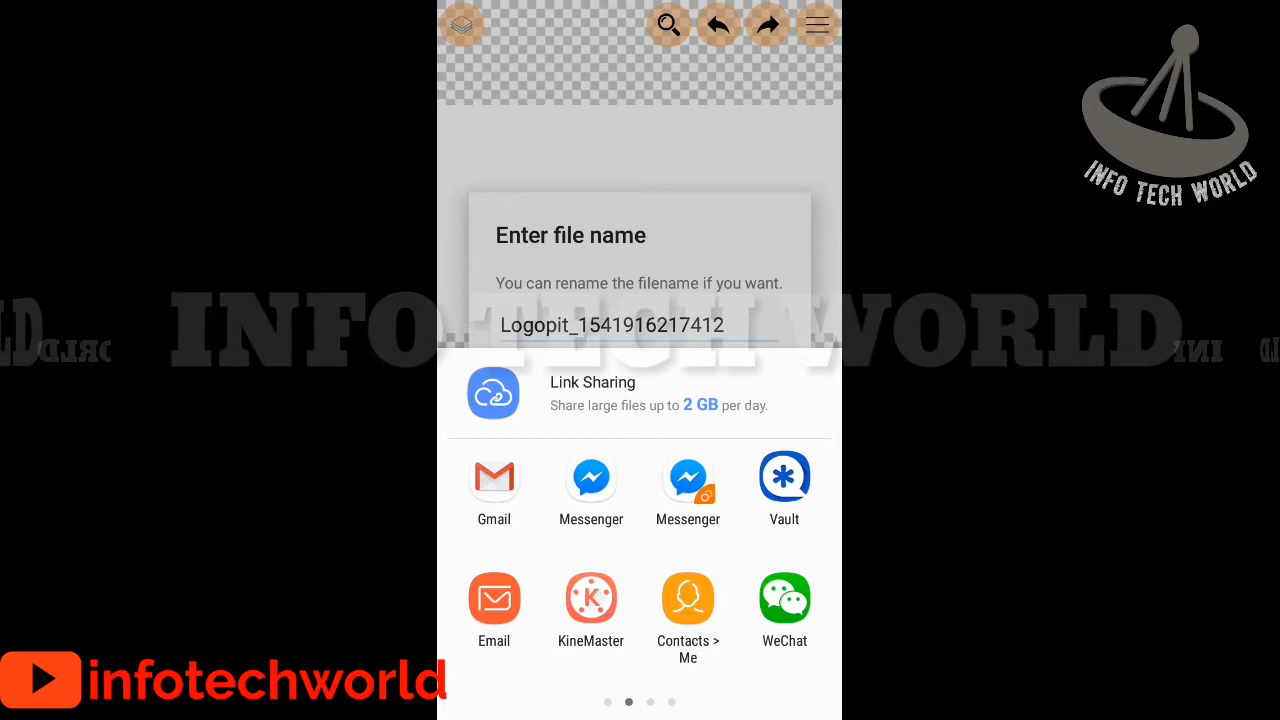 INFO TECH WORLD
Enter file name
You can rename the filename if you want.
Logopit_1541916217412
INFO TECH WORLD
Link Sharing
Share large files up to 2 GB per day.
Gmail
Messenger
Messenger
Vault
Email
KineMaster
Contacts >
Me
WeChat
infotechworld